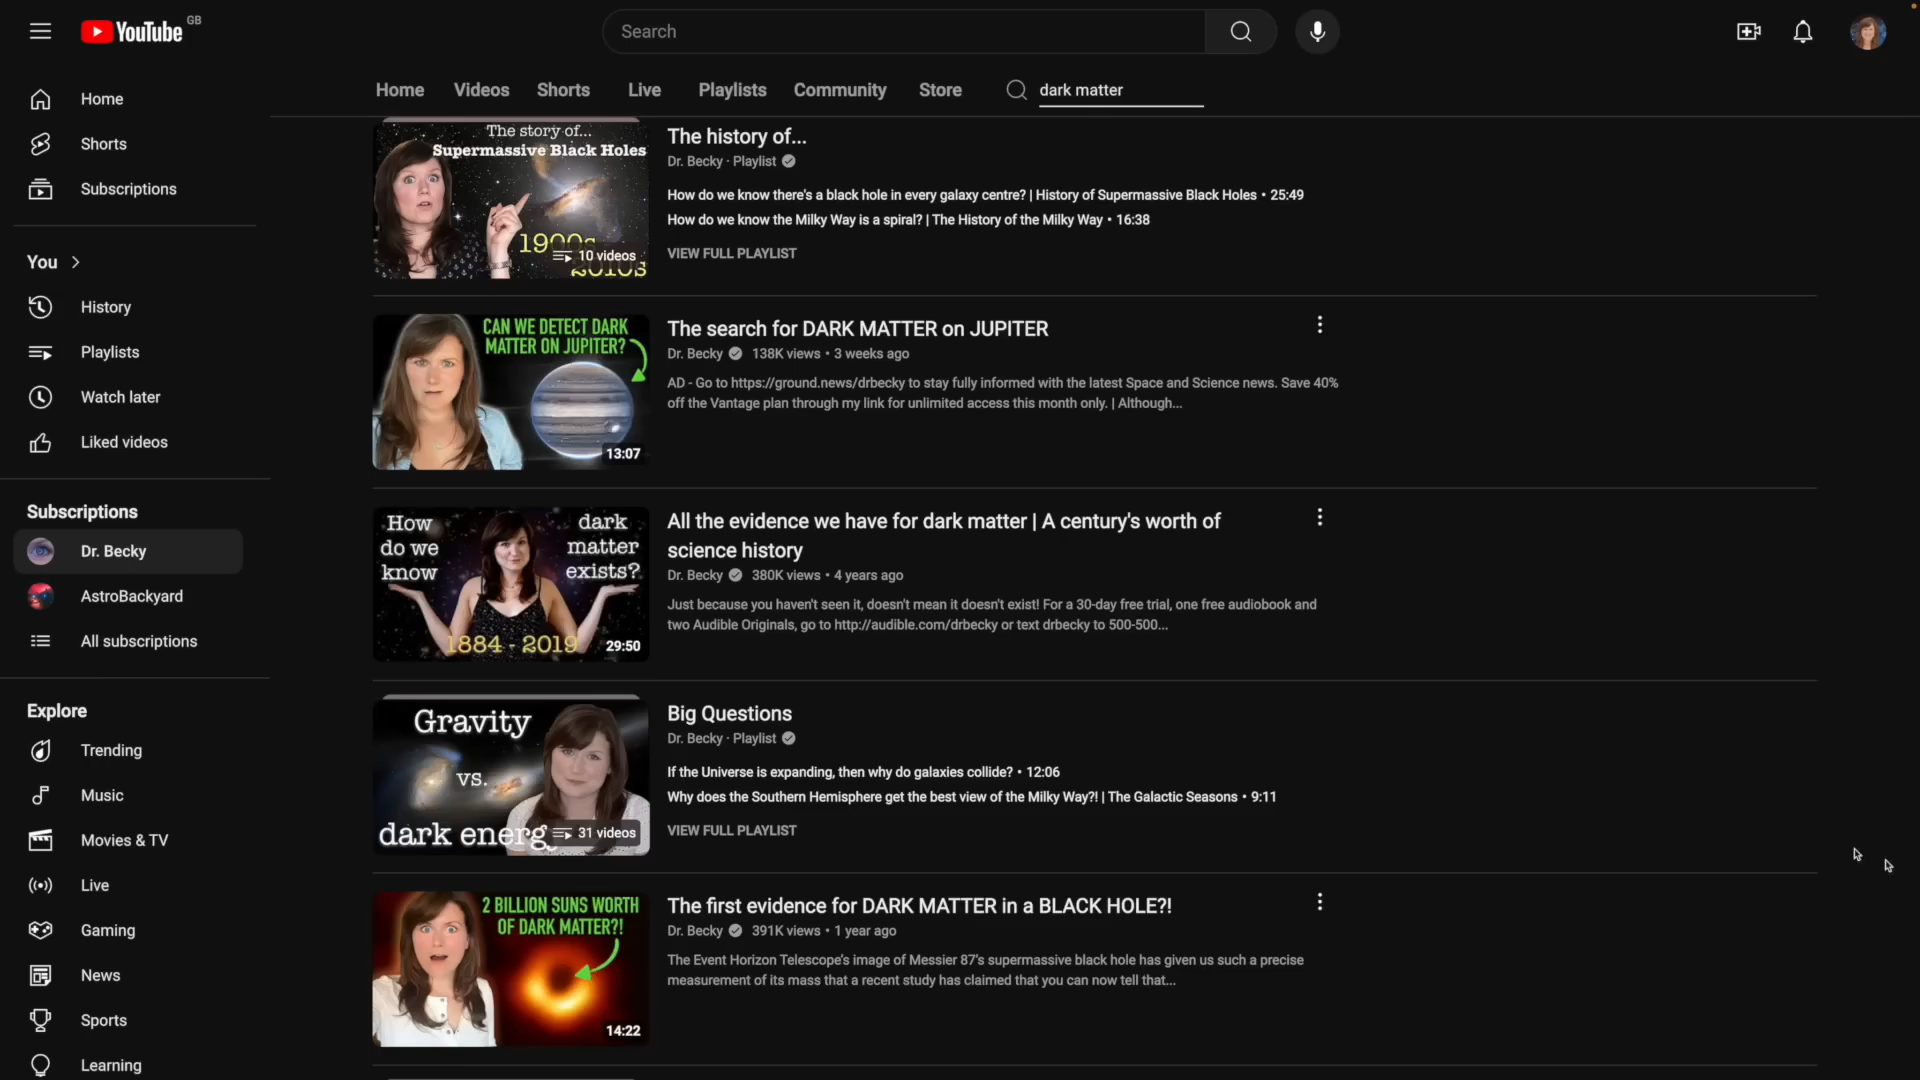 YouTube GB
Search
Home
Shorts
Subscriptions
You
History
Playlists
Watch later
Liked videos
Subscriptions
Dr. Becky
AstroBackyard
All subscriptions
Explore
Trending
Music
Movies & TV
Live
Gaming
News
Sports
Learning
Home Videos Shorts Live Playlists Community Store dark matter
The story of...
Supermassive Black Holes
1900s
2010s
10 videos
The history of...
Dr. Becky · Playlist
How do we know there's a black hole in every galaxy centre? | History of Supermassive Black Holes • 25:49
How do we know the Milky Way is a spiral? | The History of the Milky Way • 16:38
VIEW FULL PLAYLIST
CAN WE DETECT DARK
MATTER ON JUPITER?
13:07
The search for DARK MATTER on JUPITER
Dr. Becky 138K views • 3 weeks ago
AD - Go to https://ground.news/drbecky to stay fully informed with the latest Space and Science news. Save 40%
off the Vantage plan through my link for unlimited access this month only. | Although...
How dark
do we matter
know exists?
1884 - 2019
29:50
All the evidence we have for dark matter | A century's worth of
science history
Dr. Becky 380K views • 4 years ago
Just because you haven't seen it, doesn't mean it doesn't exist! For a 30-day free trial, one free audiobook and
two Audible Originals, go to http://audible.com/drbecky or text drbecky to 500-500...
Gravity
vs.
dark energy
31 videos
Big Questions
Dr. Becky · Playlist
If the Universe is expanding, then why do galaxies collide? • 12:06
Why does the Southern Hemisphere get the best view of the Milky Way?! | The Galactic Seasons • 9:11
VIEW FULL PLAYLIST
2 BILLION SUNS WORTH
OF DARK MATTER?!
14:22
The first evidence for DARK MATTER in a BLACK HOLE?!
Dr. Becky 391K views • 1 year ago
The Event Horizon Telescope's image of Messier 87's supermassive black hole has given us such a precise
measurement of its mass that a recent study has claimed that you can now tell that...